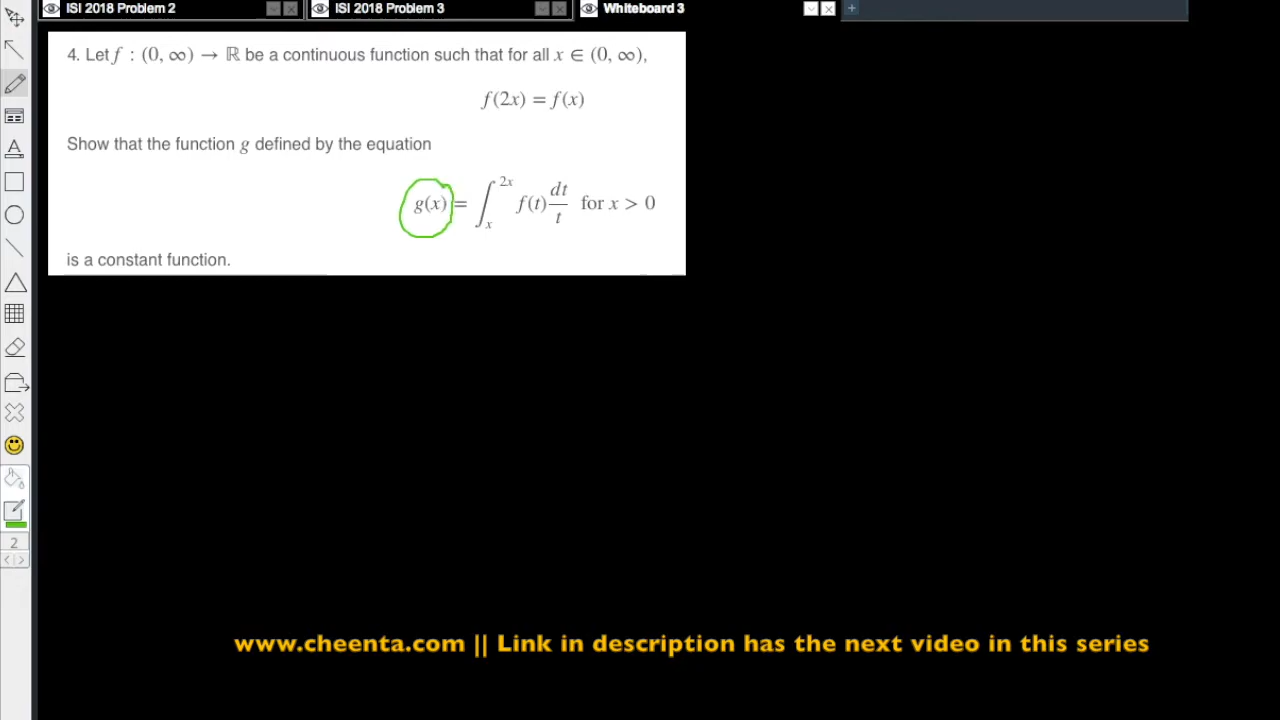 ISI 2018 Problem 2 ISI 2018 Problem 3 Whiteboard 3
4. Let f : (0, ∞) → ℝ be a continuous function such that for all x ∈ (0, ∞),
f(2x) = f(x)
Show that the function g defined by the equation
g(x) = ∫_x^{2x} f(t) dt/t for x > 0
is a constant function.
2
www.cheenta.com || Link in description has the next video in this series